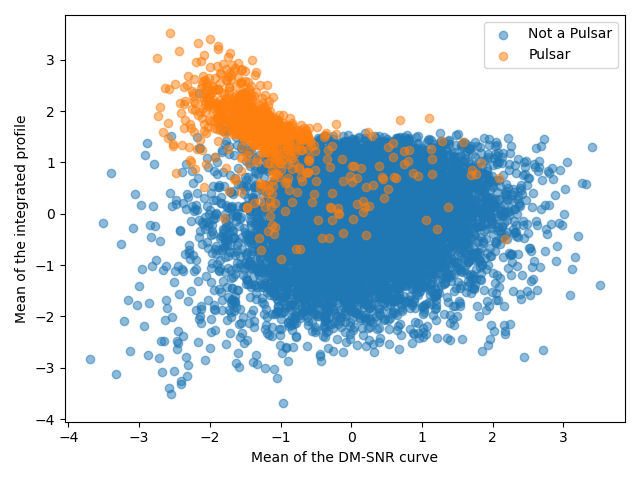 Not a Pulsar
Pulsar
Mean of the integrated profile
3
2
1
0
−1
−2
−3
−4
−4 −3 −2 −1 0 1 2 3
Mean of the DM-SNR curve